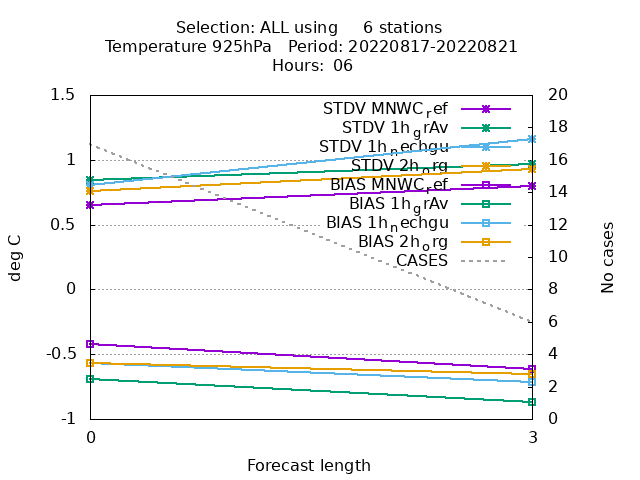 Selection: ALL using     6 stations
Temperature 925hPa   Period: 20220817-20220821
Hours:  06
1.5
1
0.5
0
-0.5
-1
deg C
STDV MNWC_ref
STDV 1h_grAv
STDV 1h_nechgu
STDV 2h_org
BIAS MNWC_ref
BIAS 1h_grAv
BIAS 1h_nechgu
BIAS 2h_org
CASES
20
18
16
14
12
10
8
6
4
2
0
No cases
0
3
Forecast length